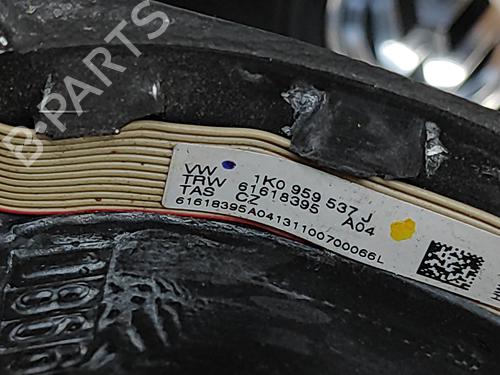 B-PARTS
VW 1K0 959 537 J
TRW 61618395 A04
TAS CZ
61618395A04131100700066L